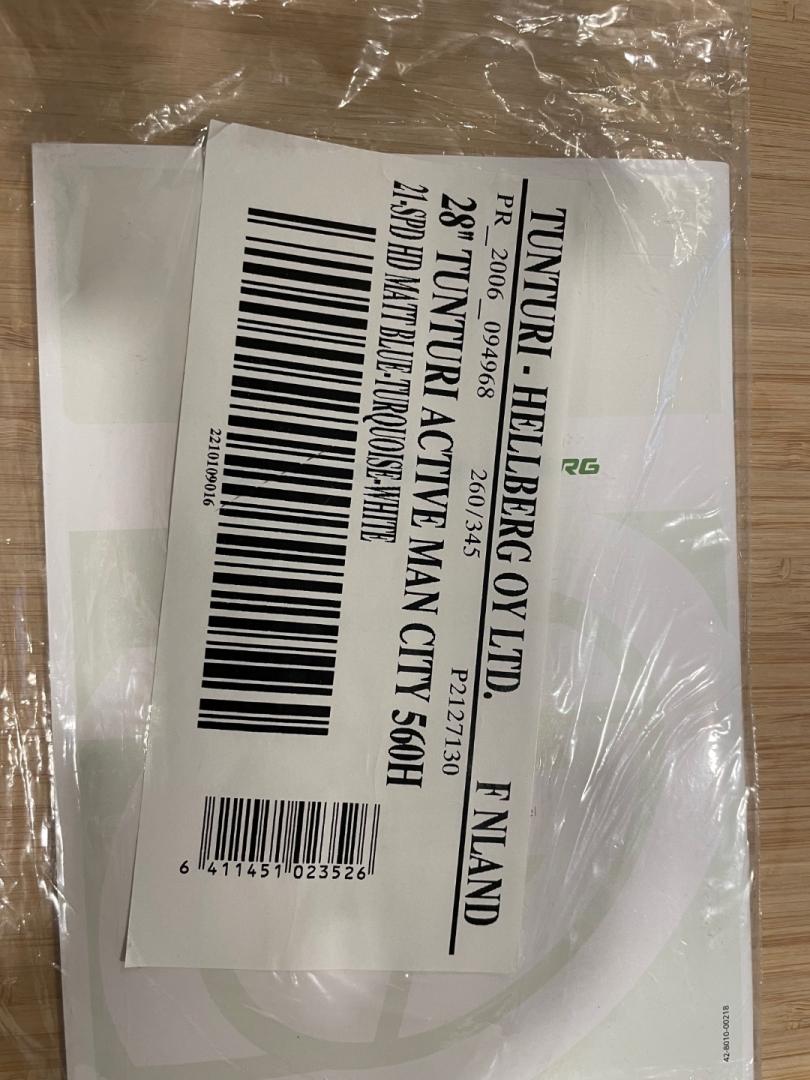 TUNTURI - HELLBERG OY LTD. F NLAND
PR_2006_094968 260/345 P2127130
28" TUNTURI ACTIVE MAN CITY 560H
21-SPD HD MATT BLUE-TURQUOISE-WHITE
2210109016
6 411451 023526
RG
42-8010-00218